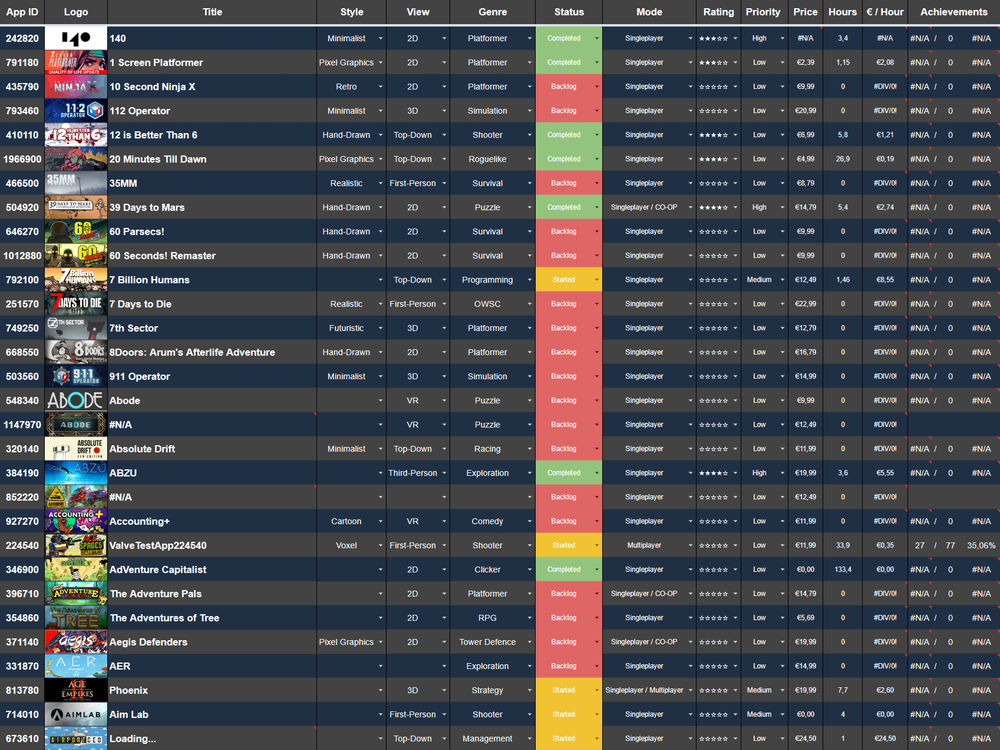 App ID Logo Title Style View Genre Status Mode Rating Priority Price Hours € / Hour Achievements
242820 140 Minimalist 2D Platformer Completed Singleplayer ★★★☆☆ High #N/A 3,4 #N/A #N/A / 0 #N/A
791180 1 Screen Platformer Pixel Graphics 2D Platformer Completed Singleplayer ★★★☆☆ Low €2,39 1,15 €2,08 #N/A / 0 #N/A
435790 NINJA X 10 Second Ninja X Retro 2D Platformer Backlog Singleplayer ☆☆☆☆☆ Low €9,99 0 #DIV/0! #N/A / 0 #N/A
793460 112 OPERATOR 112 Operator Minimalist 3D Simulation Backlog Singleplayer ☆☆☆☆☆ Low €20,99 0 #DIV/0! #N/A / 0 #N/A
410110 12 IS BETTER THAN 6 12 is Better Than 6 Hand-Drawn Top-Down Shooter Completed Singleplayer ★★★★☆ Low €6,99 5,8 €1,21 #N/A / 0 #N/A
1966900 20 Minutes Till Dawn Pixel Graphics Top-Down Roguelike Completed Singleplayer ★★★★☆ Low €4,99 26,9 €0,19 #N/A / 0 #N/A
466500 35MM 35MM Realistic First-Person Survival Backlog Singleplayer ☆☆☆☆☆ Low €8,79 0 #DIV/0! #N/A / 0 #N/A
504920 39 DAYS TO MARS 39 Days to Mars Hand-Drawn 2D Puzzle Completed Singleplayer / CO-OP ★★★★☆ High €14,79 5,4 €2,74 #N/A / 0 #N/A
646270 60 60 Parsecs! Hand-Drawn 2D Survival Backlog Singleplayer ☆☆☆☆☆ Low €9,99 0 #DIV/0! #N/A / 0 #N/A
1012880 60 60 Seconds! Remaster Hand-Drawn 2D Survival Backlog Singleplayer ☆☆☆☆☆ Low €9,99 0 #DIV/0! #N/A / 0 #N/A
792100 7 Billion HUMANS 7 Billion Humans Top-Down Programming Started Singleplayer ☆☆☆☆☆ Medium €12,49 1,46 €8,55 #N/A / 0 #N/A
251570 7 DAYS TO DIE 7 Days to Die Realistic First-Person OWSC Backlog Singleplayer ☆☆☆☆☆ Low €22,99 0 #DIV/0! #N/A / 0 #N/A
749250 7TH SECTOR 7th Sector Futuristic 3D Platformer Backlog Singleplayer ☆☆☆☆☆ Low €12,79 0 #DIV/0! #N/A / 0 #N/A
668550 8DOORS 8Doors: Arum's Afterlife Adventure Hand-Drawn 2D Platformer Backlog Singleplayer ☆☆☆☆☆ Low €16,79 0 #DIV/0! #N/A / 0 #N/A
503560 911 OPERATOR 911 Operator Minimalist 3D Simulation Backlog Singleplayer ☆☆☆☆☆ Low €14,99 0 #DIV/0! #N/A / 0 #N/A
548340 ABODE Abode VR Puzzle Backlog Singleplayer ☆☆☆☆☆ Low €9,99 0 #DIV/0! #N/A / 0 #N/A
1147970 ABODE #N/A VR Puzzle Backlog Singleplayer ☆☆☆☆☆ Low €12,49 0 #DIV/0!
320140 ABSOLUTE DRIFT Absolute Drift Minimalist Top-Down Racing Backlog Singleplayer ☆☆☆☆☆ Low €11,99 0 #DIV/0! #N/A / 0 #N/A
384190 ABZU ABZU Third-Person Exploration Completed Singleplayer ★★★★☆ High €19,99 3,6 €5,55 #N/A / 0 #N/A
852220 #N/A Backlog Singleplayer ☆☆☆☆☆ Low €12,49 0 #DIV/0! #N/A / 0 #N/A
927270 ACCOUNTING+ Accounting+ Cartoon VR Comedy Backlog Singleplayer ☆☆☆☆☆ Low €11,99 0 #DIV/0! #N/A / 0 #N/A
224540 ACE OF SPADES ValveTestApp224540 Voxel First-Person Shooter Started Multiplayer ☆☆☆☆☆ Low €11,99 33,9 €0,35 27 / 77 35,06%
346900 AdVenture Capitalist 2D Clicker Completed Singleplayer ☆☆☆☆☆ Low €0,00 133,4 €0,00 #N/A / 0 #N/A
396710 ADVENTURE PALS The Adventure Pals 2D Platformer Backlog Singleplayer / CO-OP ☆☆☆☆☆ Low €14,79 0 #DIV/0! #N/A / 0 #N/A
354860 The Adventures of TREE The Adventures of Tree 2D RPG Backlog Singleplayer ☆☆☆☆☆ Low €5,69 0 #DIV/0! #N/A / 0 #N/A
371140 AEGIS Aegis Defenders Pixel Graphics 2D Tower Defence Backlog Singleplayer / CO-OP ☆☆☆☆☆ Low €19,99 0 #DIV/0! #N/A / 0 #N/A
331870 AER AER Exploration Backlog Singleplayer ☆☆☆☆☆ Low €14,99 0 #DIV/0! #N/A / 0 #N/A
813780 AGE EMPIRES Phoenix 3D Strategy Started Singleplayer / Multiplayer ☆☆☆☆☆ Medium €19,99 7,7 €2,60 #N/A / 0 #N/A
714010 AIMLAB Aim Lab First-Person Shooter Started Singleplayer ☆☆☆☆☆ Medium €0,00 4 €0,00 #N/A / 0 #N/A
673610 AIRPORT CEO Loading... Top-Down Management Started Singleplayer ☆☆☆☆☆ Low €24,50 1 €24,50 #N/A / 0 #N/A